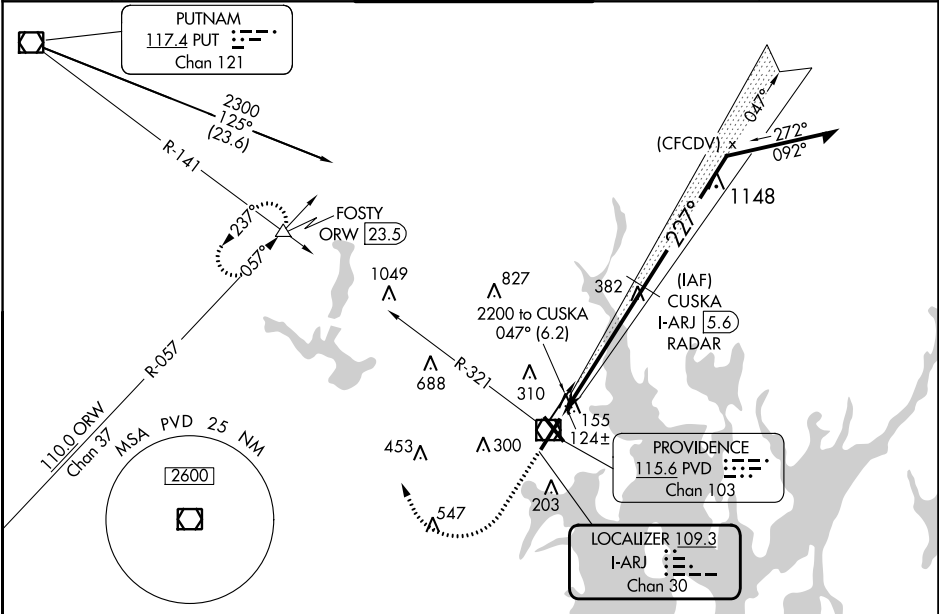 PUTNAM
117.4 PUT
Chan 121
2300
125°
(23.6)
R-141
047°
(CFCDV)
x
272°
092°
1148
227°
237°
057°
FOSTY
ORW 23.5
1049
827
382
(IAF)
CUSKA
I-ARJ 5.6
RADAR
2200 to CUSKA
047° (6.2)
R-057
R-321
688
310
155
124±
110.0 ORW
Chan 37
MSA PVD 25 NM
2600
453
300
PROVIDENCE
115.6 PVD
Chan 103
203
547
LOCALIZER 109.3
I-ARJ
Chan 30